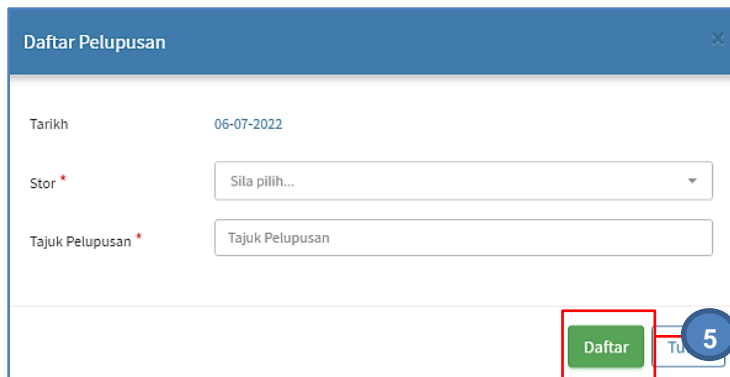 Daftar Pelupusan ×
Tarikh 06-07-2022
Stor * Sila pilih...
Tajuk Pelupusan * Tajuk Pelupusan
Daftar 5